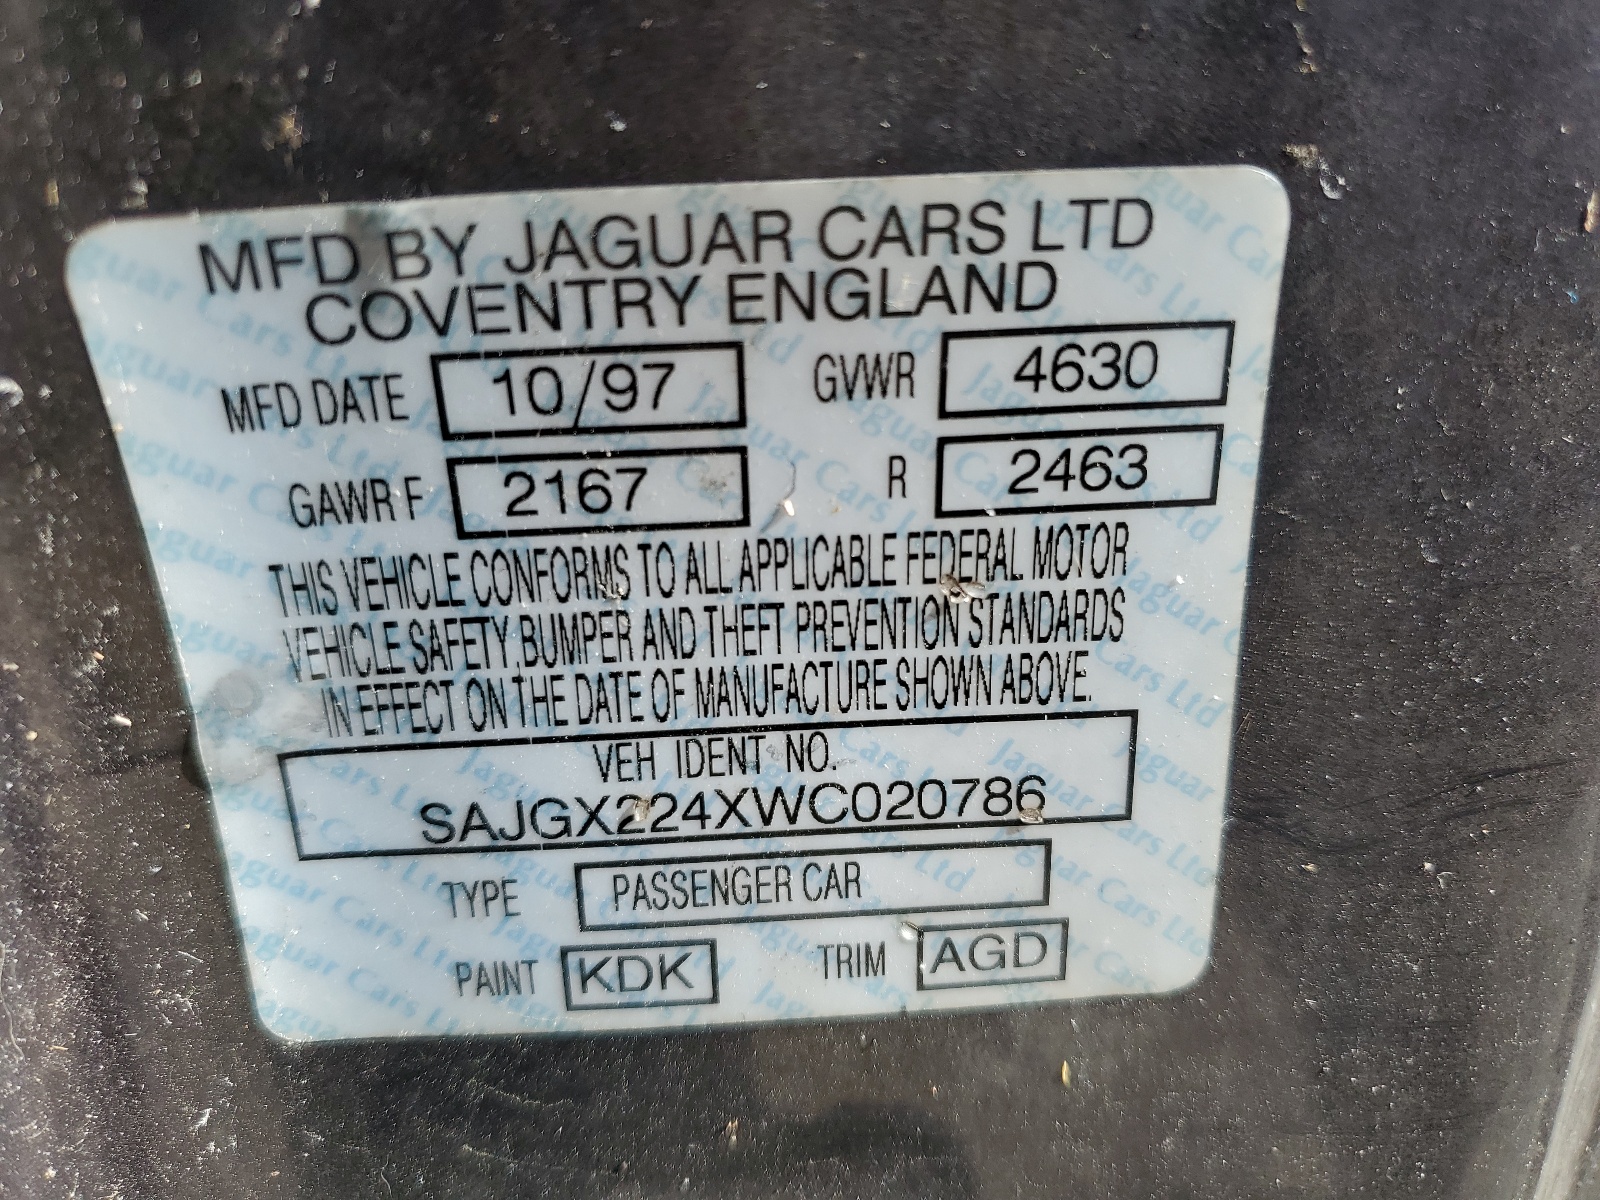 MFD BY JAGUAR CARS LTD
COVENTRY ENGLAND
MFD DATE 10/97 GVWR 4630
GAWR F 2167 R 2463
THIS VEHICLE CONFORMS TO ALL APPLICABLE FEDERAL MOTOR
VEHICLE SAFETY, BUMPER AND THEFT PREVENTION STANDARDS
IN EFFECT ON THE DATE OF MANUFACTURE SHOWN ABOVE.
VEH IDENT NO.
SAJGX224XWC020786
TYPE PASSENGER CAR
PAINT KDK TRIM AGD